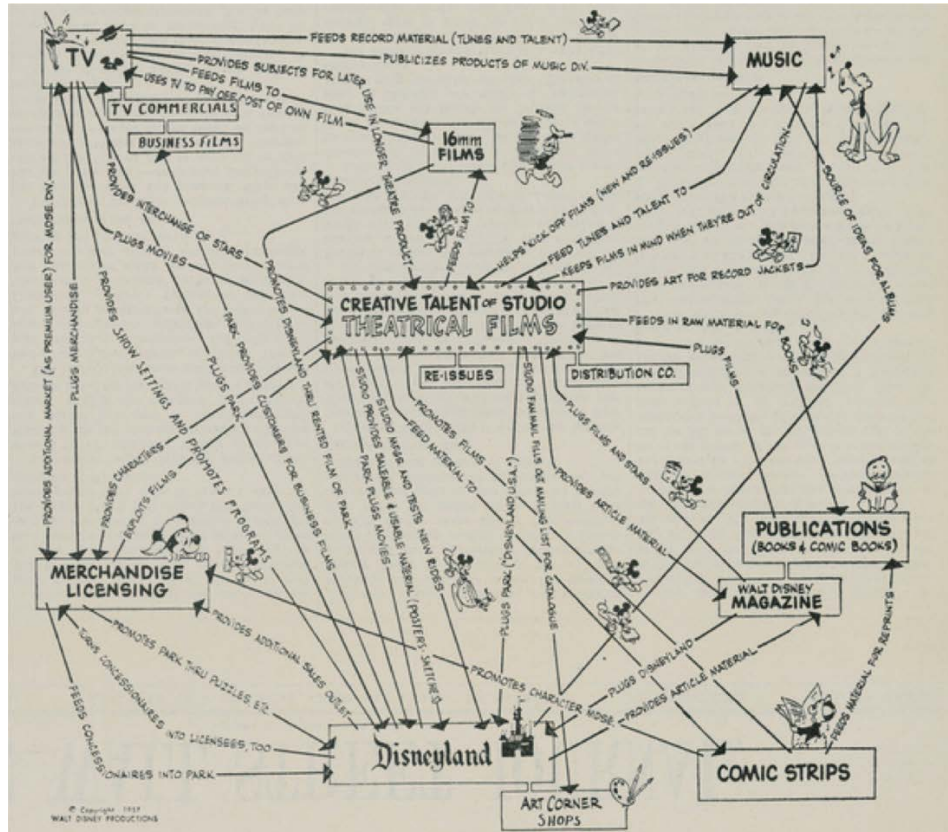 TV
TV COMMERCIALS
BUSINESS FILMS
FEEDS RECORD MATERIAL (TUNES AND TALENT)
PUBLICIZES PRODUCTS OF MUSIC DIV.
PROVIDES SUBJECTS FOR LATER USE IN LONGER THEATRE PRODUCT
FEEDS FILMS TO
USES TV TO PAY OFF COST OF OWN FILM
MUSIC
16mm
FILMS
FEEDS FILM TO
HELPS "KICK OFF" FILMS (NEW AND RE-ISSUES)
FEED TUNES AND TALENT TO
KEEPS FILMS IN MIND WHEN THEY'RE OUT OF CIRCULATION
PROVIDES ART FOR RECORD JACKETS
SOURCE OF IDEAS FOR ALBUMS
PROVIDES INTERCHANGE OF STARS
PLUGS MOVIES
CREATIVE TALENT OF STUDIO
THEATRICAL FILMS
RE-ISSUES
DISTRIBUTION CO.
FEEDS IN RAW MATERIAL FOR BOOKS
PLUGS FILMS
PROVIDES ADDITIONAL MARKET (AS PREMIUM USER) FOR MDSE. DIV.
PLUGS MERCHANDISE
PROVIDES SHOW SETTINGS AND PROMOTES PROGRAMS
PLUGS PARK
PARK PROVIDES CUSTOMERS FOR BUSINESS FILMS
PROMOTES DISNEYLAND THRU RENTED FILM OF PARK
PROVIDES CHARACTERS
EXPLOITS FILMS
PARK PLUGS MOVIES
STUDIO PROVIDES SALEABLE & USABLE MATERIAL (POSTERS-SKETCHES)
STUDIO MFGR. AND TESTS NEW RIDES
PROMOTES FILMS
FEED MATERIAL TO
PLUGS PARK ("DISNEYLAND U.S.A.")
STUDIO FAN MAIL FILLS MAILING LIST FOR CATALOGUE
PLUGS FILMS AND STARS
PROVIDES ARTICLE MATERIAL
PUBLICATIONS
(BOOKS & COMIC BOOKS)
WALT DISNEY
MAGAZINE
MERCHANDISE
LICENSING
PROMOTES PARK THRU PUZZLES, ETC
PROVIDES ADDITIONAL SALES OUTLET
TURNS CONCESSIONAIRES INTO LICENSEES, TOO
FEEDS CONCESSIONAIRES INTO PARK
PROMOTES CHARACTER MDSE.
PLUGS DISNEYLAND
PROVIDES ARTICLE MATERIAL
FEEDS MATERIAL FOR REPRINTS
Disneyland
COMIC STRIPS
ART CORNER
SHOPS
© Copyright 1957
WALT DISNEY PRODUCTIONS